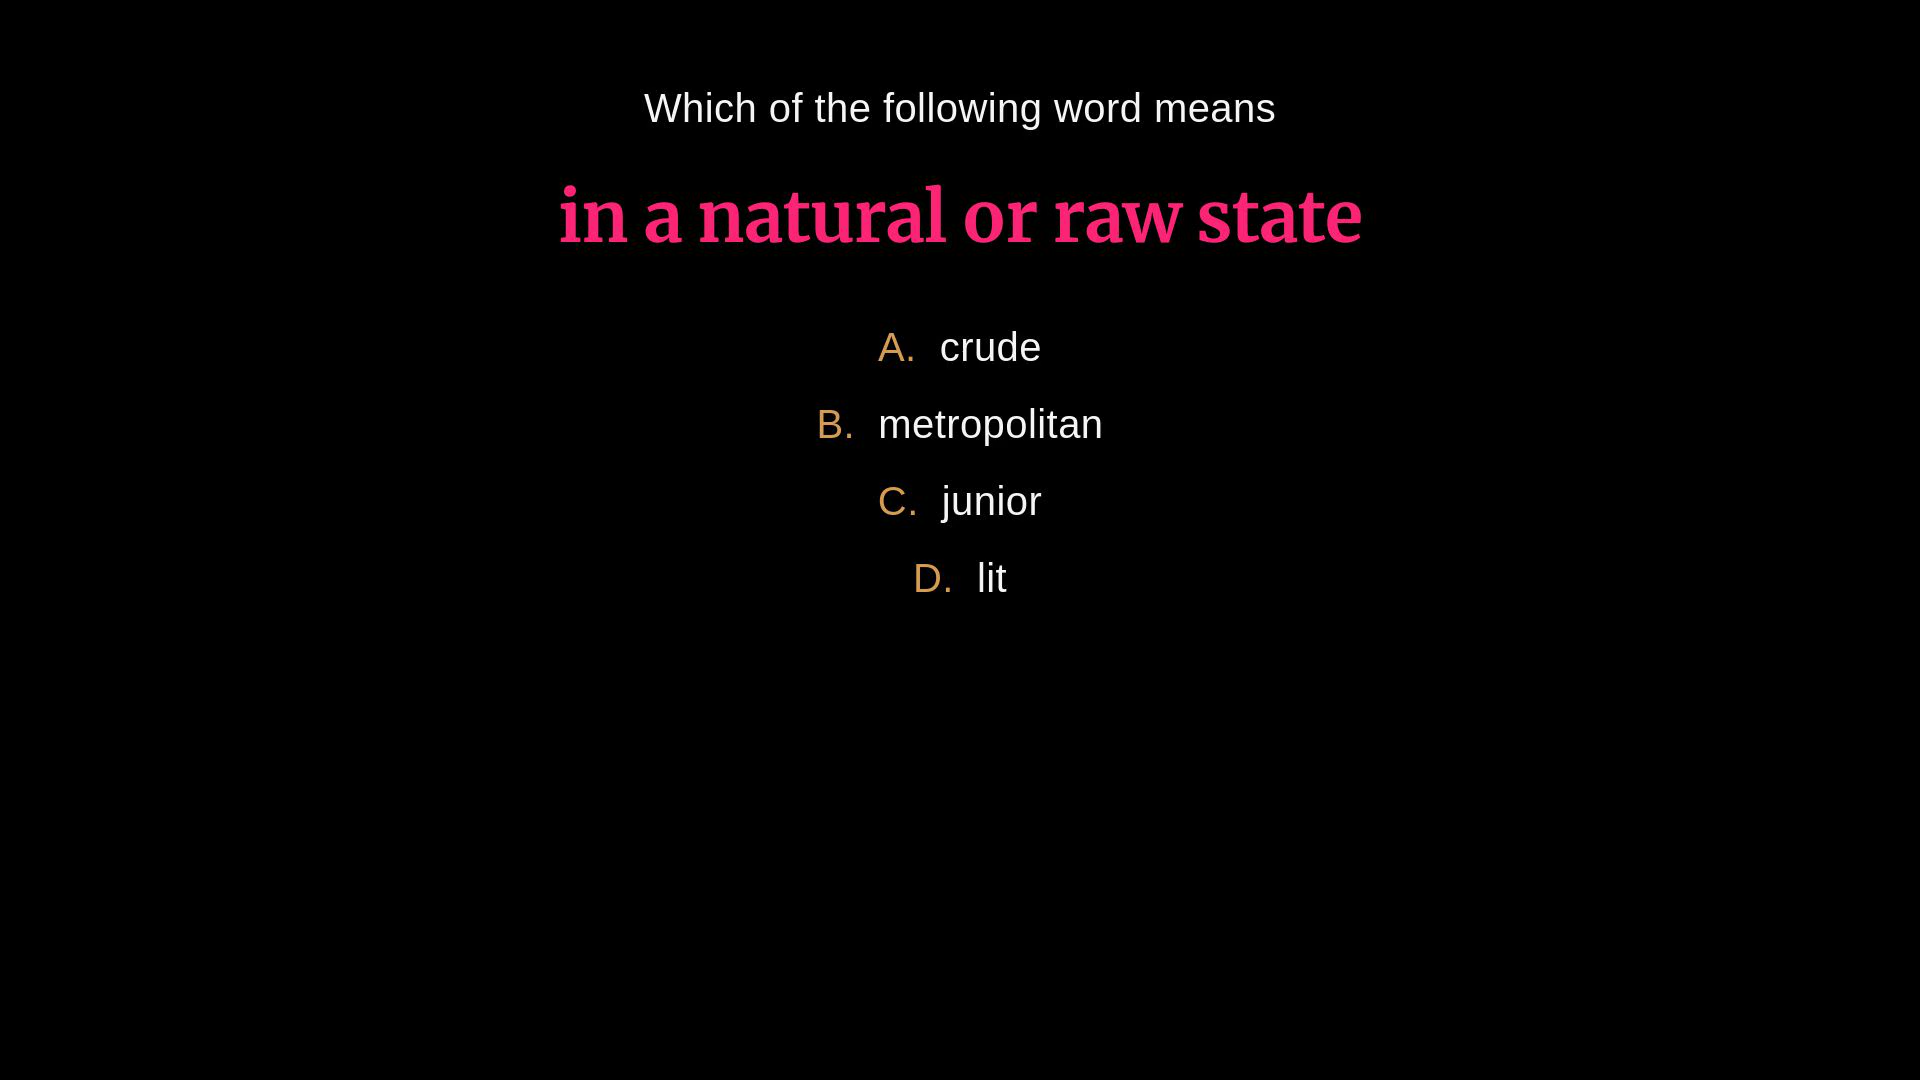 Which of the following word means
in a natural or raw state
A. crude
B. metropolitan
C. junior
D. lit